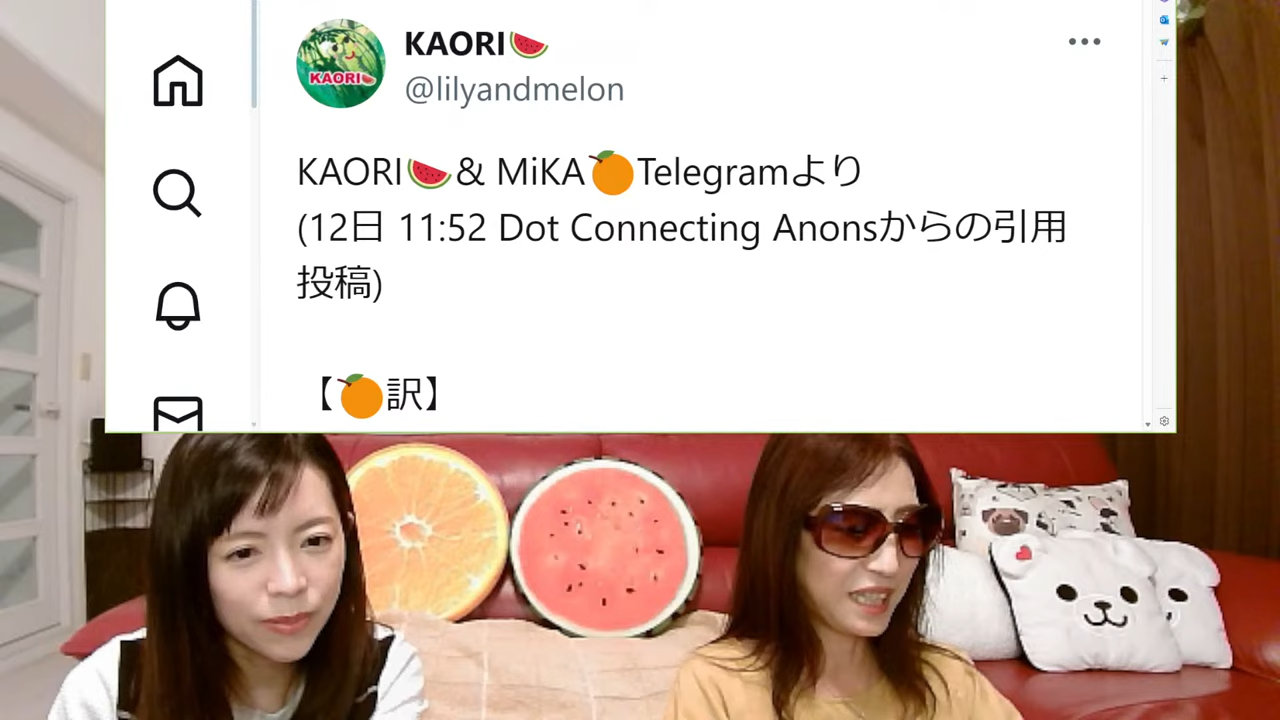 KAORI🍉
@lilyandmelon
KAORI🍉
KAORI🍉& MiKA🍊Telegramより
(12日 11:52 Dot Connecting Anonsからの引用
投稿)
【🍊訳】